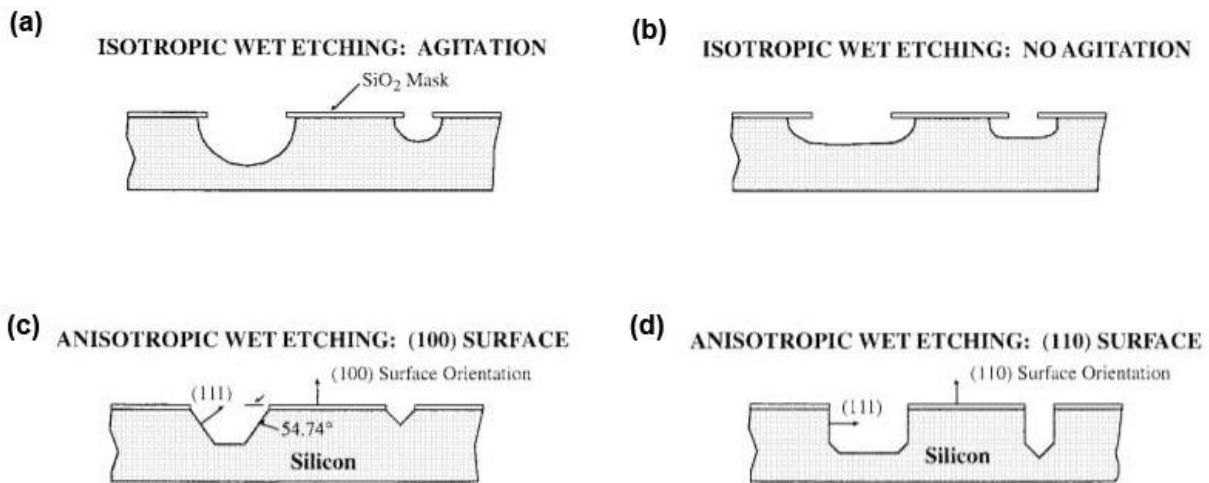 (a)
ISOTROPIC WET ETCHING: AGITATION
SiO₂ Mask
(b)
ISOTROPIC WET ETCHING: NO AGITATION
(c)
ANISOTROPIC WET ETCHING: (100) SURFACE
(100) Surface Orientation
(111)
54.74°
Silicon
(d)
ANISOTROPIC WET ETCHING: (110) SURFACE
(110) Surface Orientation
(111)
Silicon